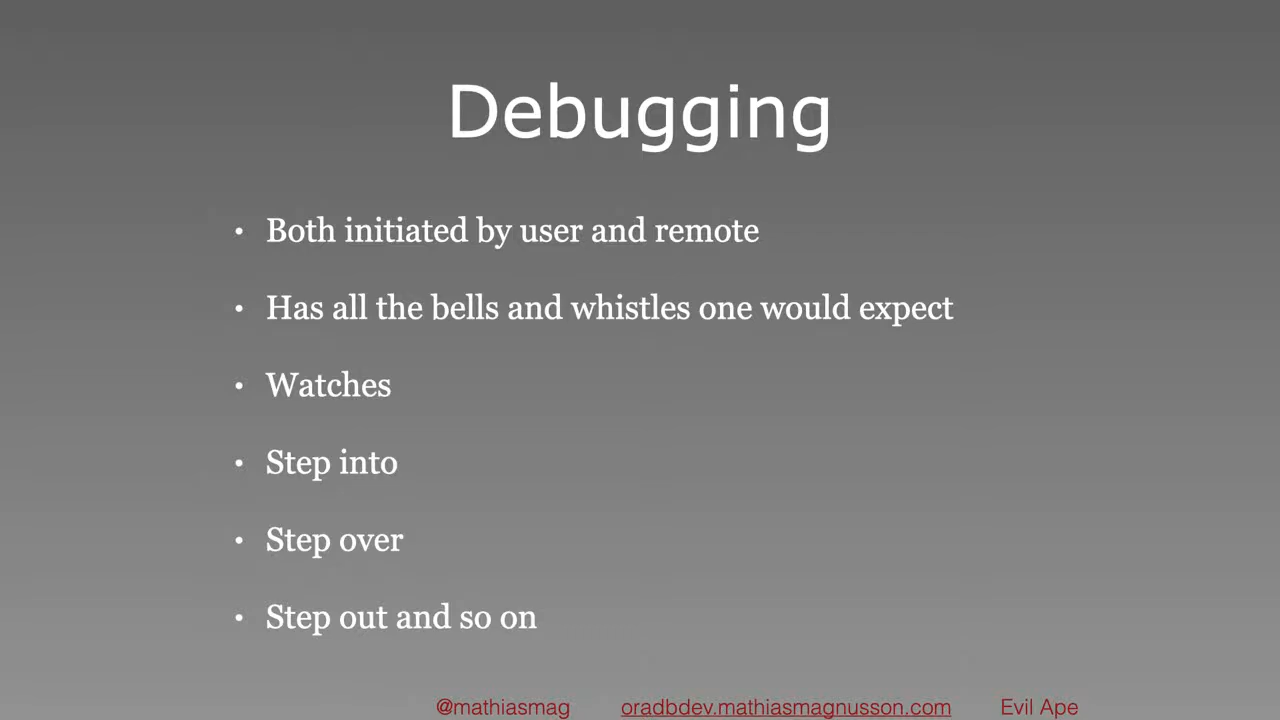 Debugging
• Both initiated by user and remote
• Has all the bells and whistles one would expect
• Watches
• Step into
• Step over
• Step out and so on
@mathiasmag oradbdev.mathiasmagnusson.com Evil Ape